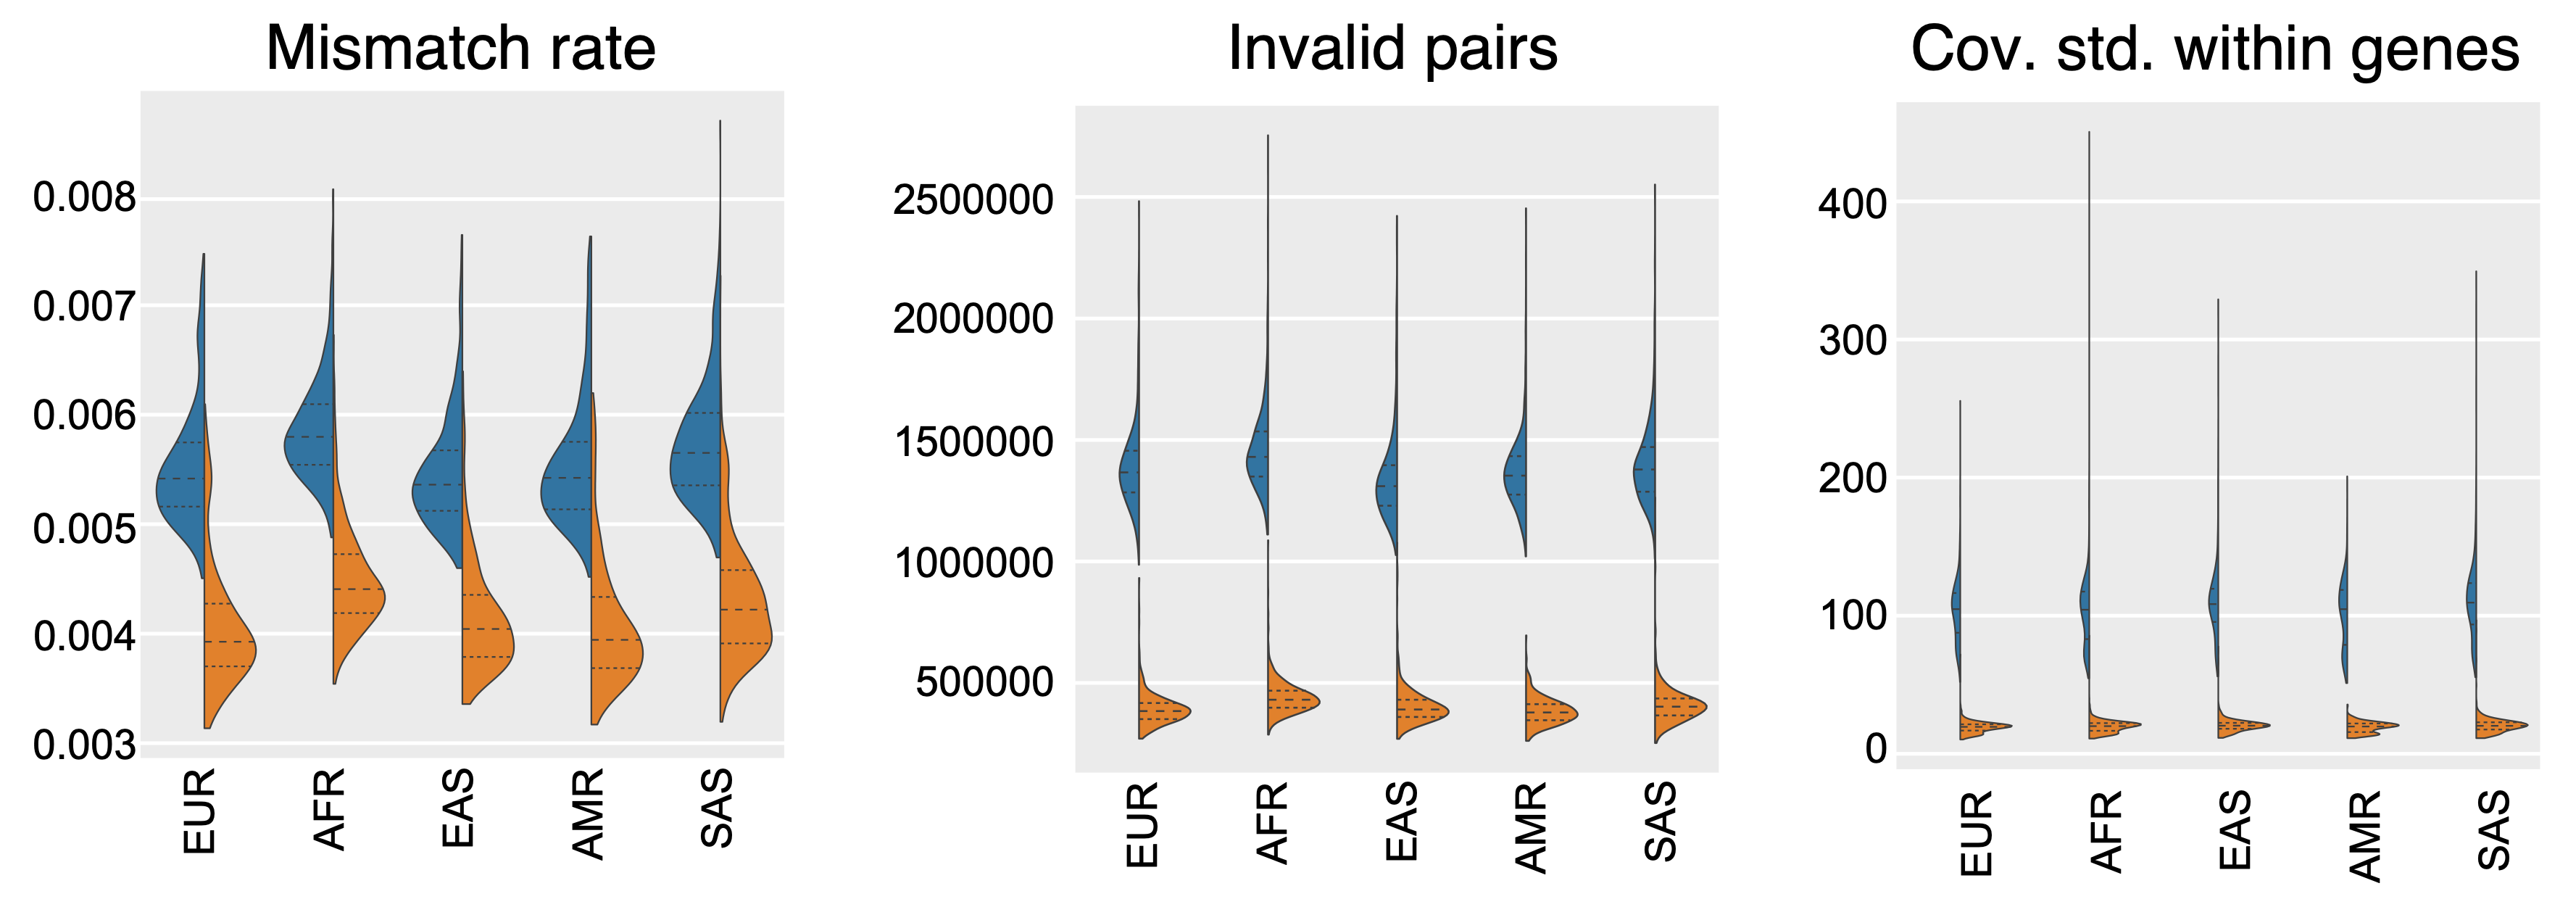 Mismatch rate
0.008
0.007
0.006
0.005
0.004
0.003
EUR
AFR
EAS
AMR
SAS
Invalid pairs
2500000
2000000
1500000
1000000
500000
EUR
AFR
EAS
AMR
SAS
Cov. std. within genes
400
300
200
100
0
EUR
AFR
EAS
AMR
SAS